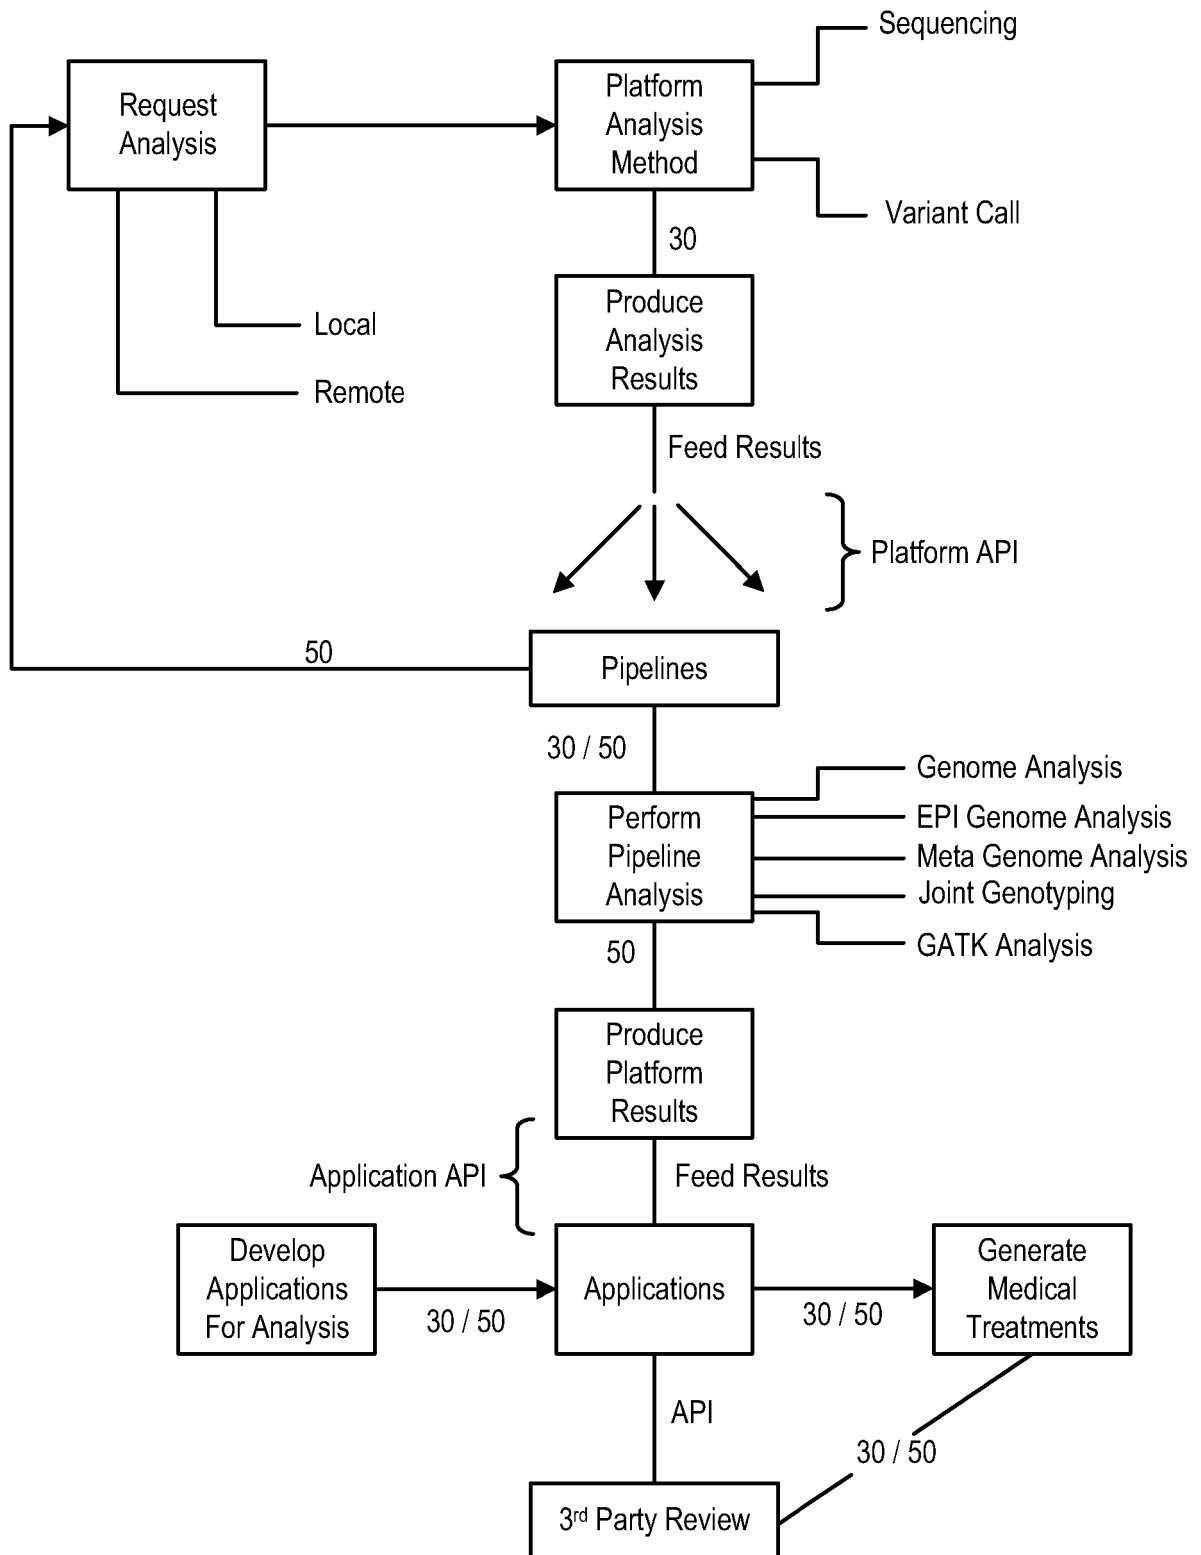 Sequencing
Request
Analysis
Platform
Analysis
Method
Variant Call
30
Local
Remote
Produce
Analysis
Results
Feed Results
Platform API
50
Pipelines
30 / 50
Genome Analysis
EPI Genome Analysis
Meta Genome Analysis
Joint Genotyping
GATK Analysis
Perform
Pipeline
Analysis
50
Produce
Platform
Results
Application API
Feed Results
Develop
Applications
For Analysis
30 / 50
Applications
30 / 50
Generate
Medical
Treatments
API
30 / 50
3rd Party Review